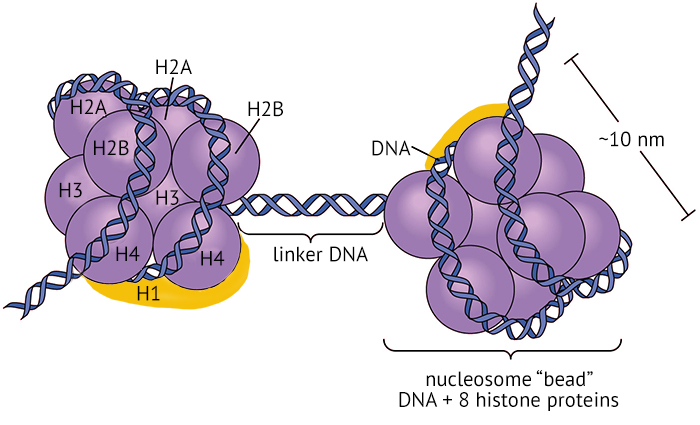 H2A
H2A
H2B
H2B
H3
H3
H4
H4
H1
linker DNA
DNA
~10 nm
nucleosome “bead”
DNA + 8 histone proteins